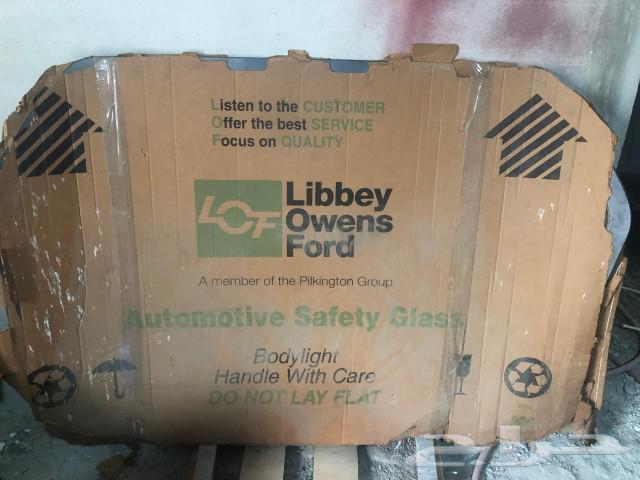 Listen to the CUSTOMER
Offer the best SERVICE
Focus on QUALITY
LOF
Libbey
Owens
Ford
A member of the Pilkington Group
Automotive Safety Glass
Bodylight
Handle With Care
DO NOT LAY FLAT
حراج